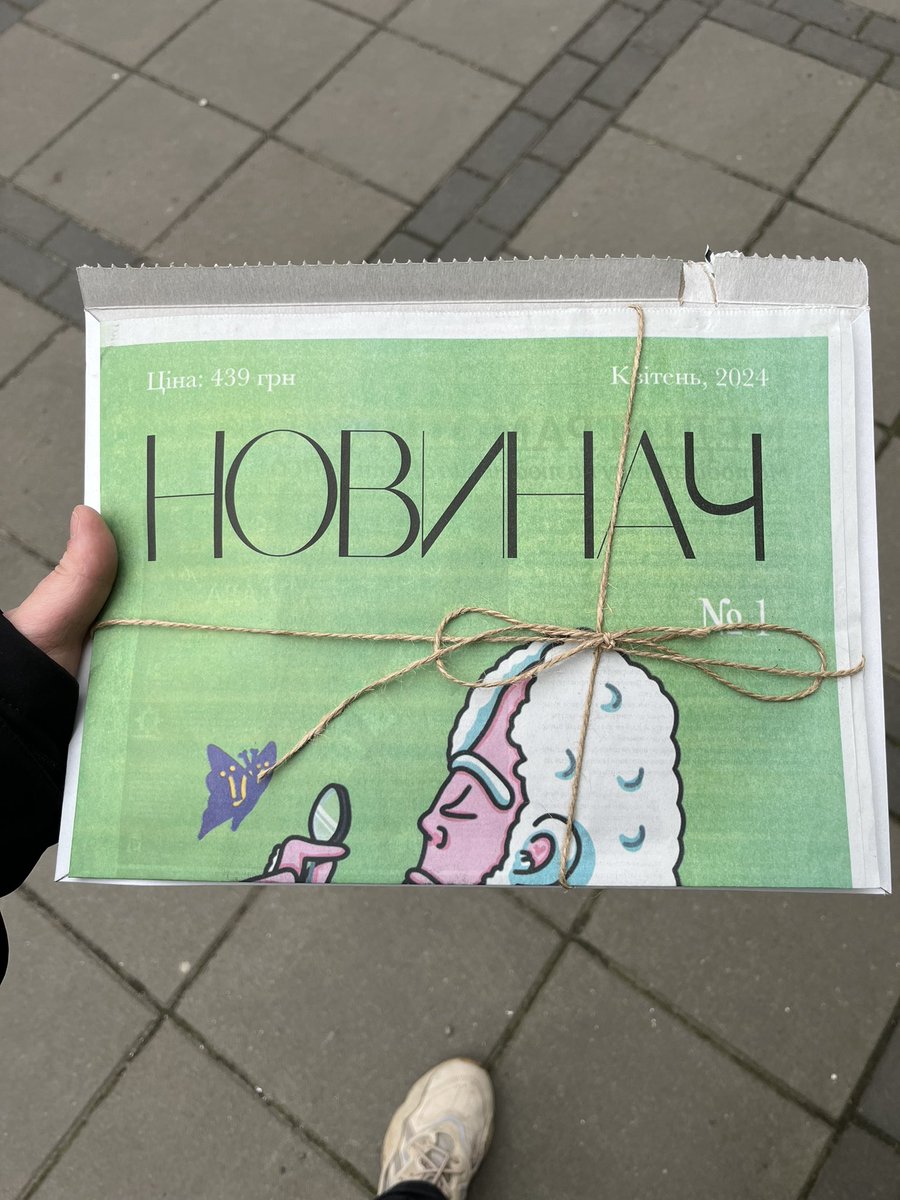 Ціна: 439 грн
Квітень, 2024
НОВИНАЧ
№ 1